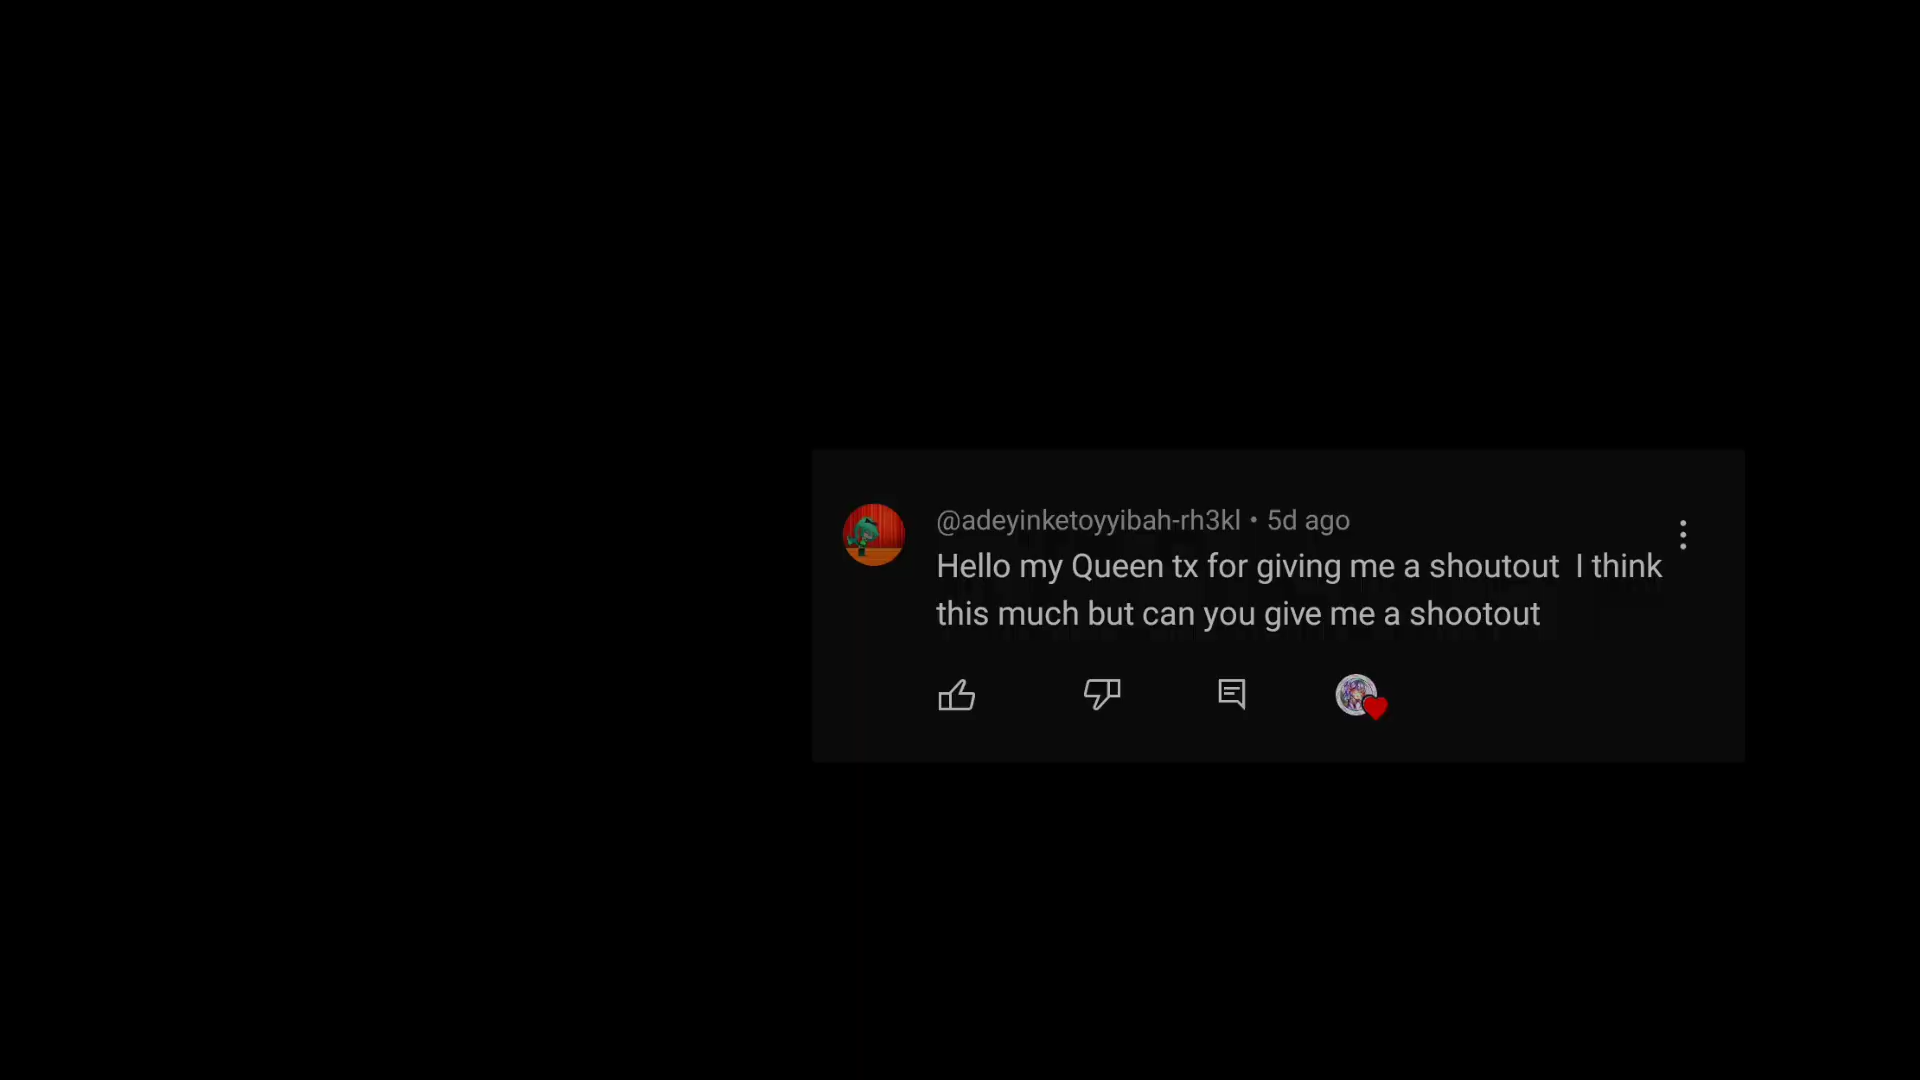 @adeyinketoyyibah-rh3kl • 5d ago
Hello my Queen tx for giving me a shoutout  I think
this much but can you give me a shootout